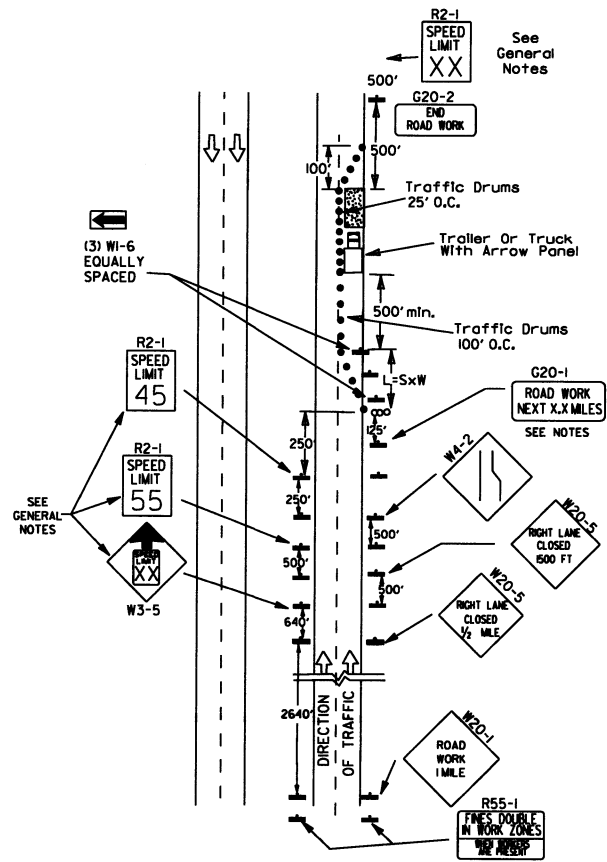 R2-1
SPEED
LIMIT
XX
See
General
Notes
500'
G20-2
END
ROAD WORK
500'
100'
Traffic Drums
25' O.C.
(3) WI-6
EQUALLY
SPACED
Trailer Or Truck
With Arrow Panel
500' min.
Traffic Drums
100' O.C.
R2-1
SPEED
LIMIT
45
L=SxW
G20-1
ROAD WORK
NEXT X.X MILES
SEE NOTES
125'
250'
R2-1
SPEED
LIMIT
55
W4-2
250'
SEE
GENERAL
NOTES
W20-5
RIGHT LANE
CLOSED
1500 FT
500'
500'
SPEED
LIMIT
XX
W3-5
500'
W20-5
RIGHT LANE
CLOSED
1/2 MILE
640'
2640'
DIRECTION
OF TRAFFIC
W20-1
ROAD
WORK
1 MILE
R55-1
FINES DOUBLE
IN WORK ZONES
WHEN WORKERS
ARE PRESENT